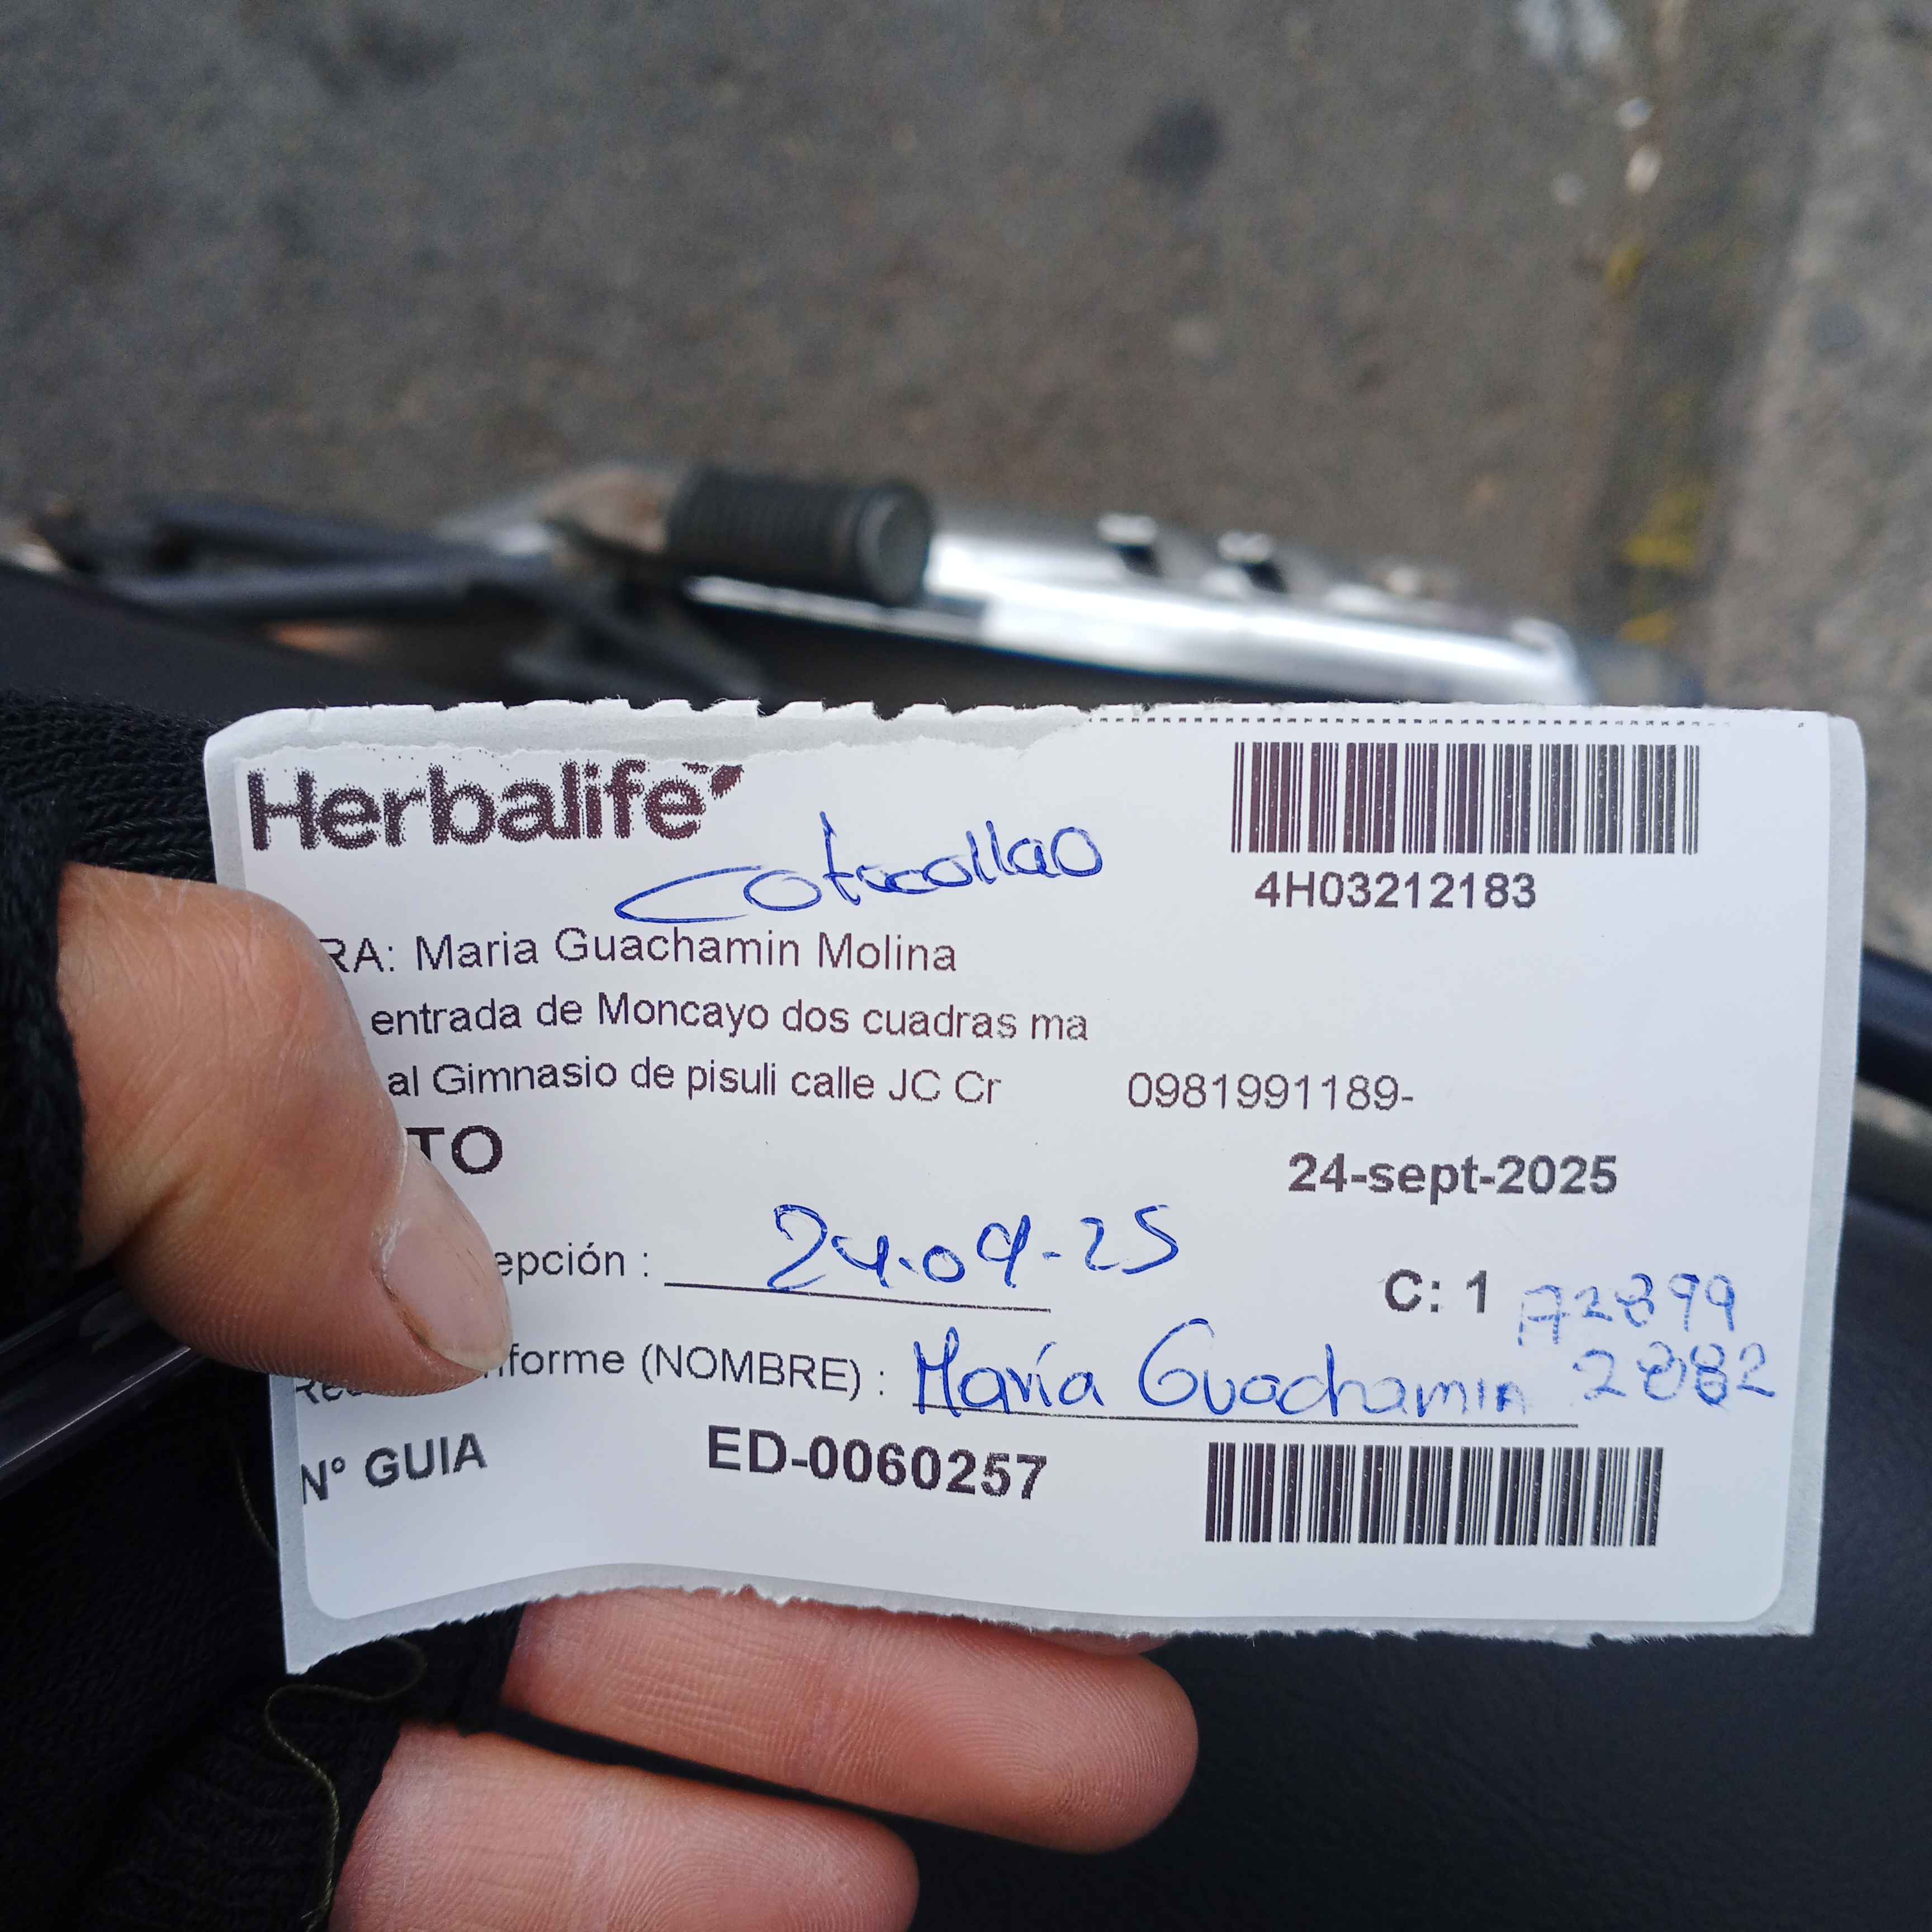 Herbalife
Cotocollao
4H03212183
RA: Maria Guachamin Molina
entrada de Moncayo dos cuadras ma
al Gimnasio de pisuli calle JC Cr 0981991189-
TO
24-sept-2025
epción : 24-09-25
C: 1
forme (NOMBRE) : María Guachamin
2882
N° GUIA ED-0060257